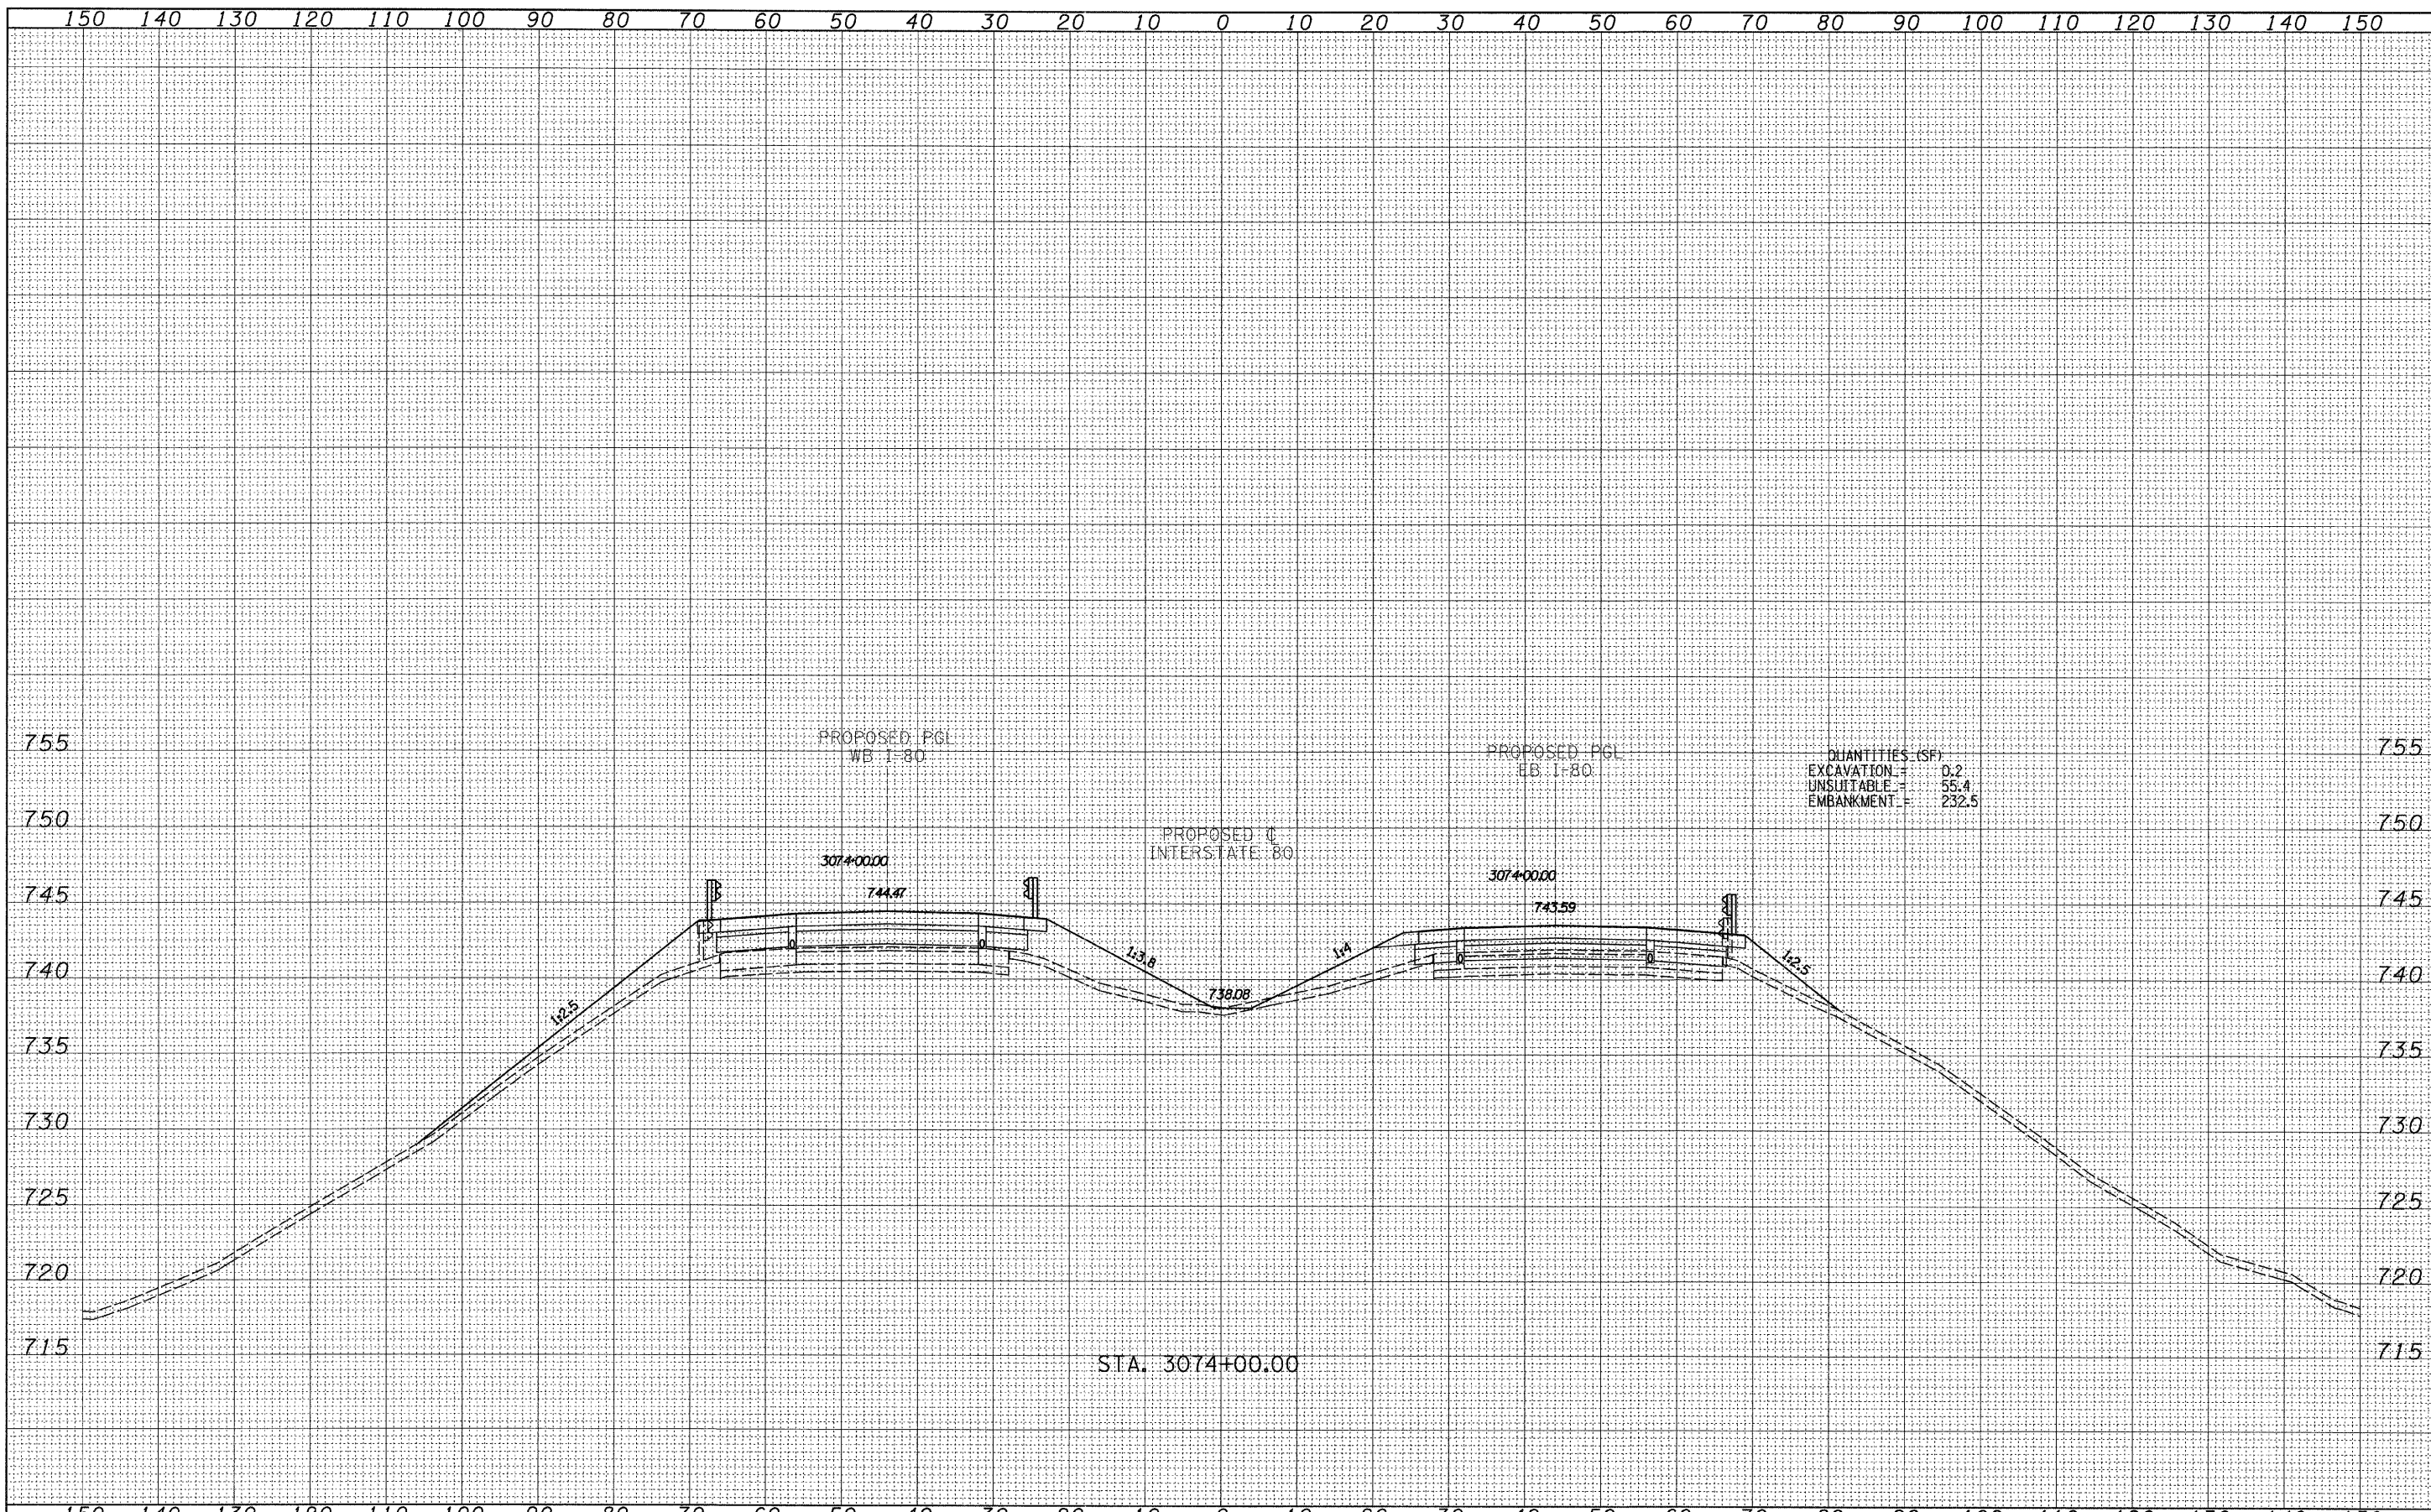 150 140 130 120 110 100 90 80 70 60 50 40 30 20 10 0 10 20 30 40 50 60 70 80 90 100 110 120 130 140 150
755 755
PROPOSED PGL
WB I-80
PROPOSED PGL
EB I-80
QUANTITIES (SF)
EXCAVATION = 0.2
UNSUITABLE = 55.4
EMBANKMENT = 232.5
750 750
PROPOSED ℄
INTERSTATE 80
3074+00.00
3074+00.00
745 745
744.47
743.59
1:3.8
1:4
1:2.5
740 740
738.08
1:2.5
735 735
730 730
725 725
720 720
715 715
STA. 3074+00.00